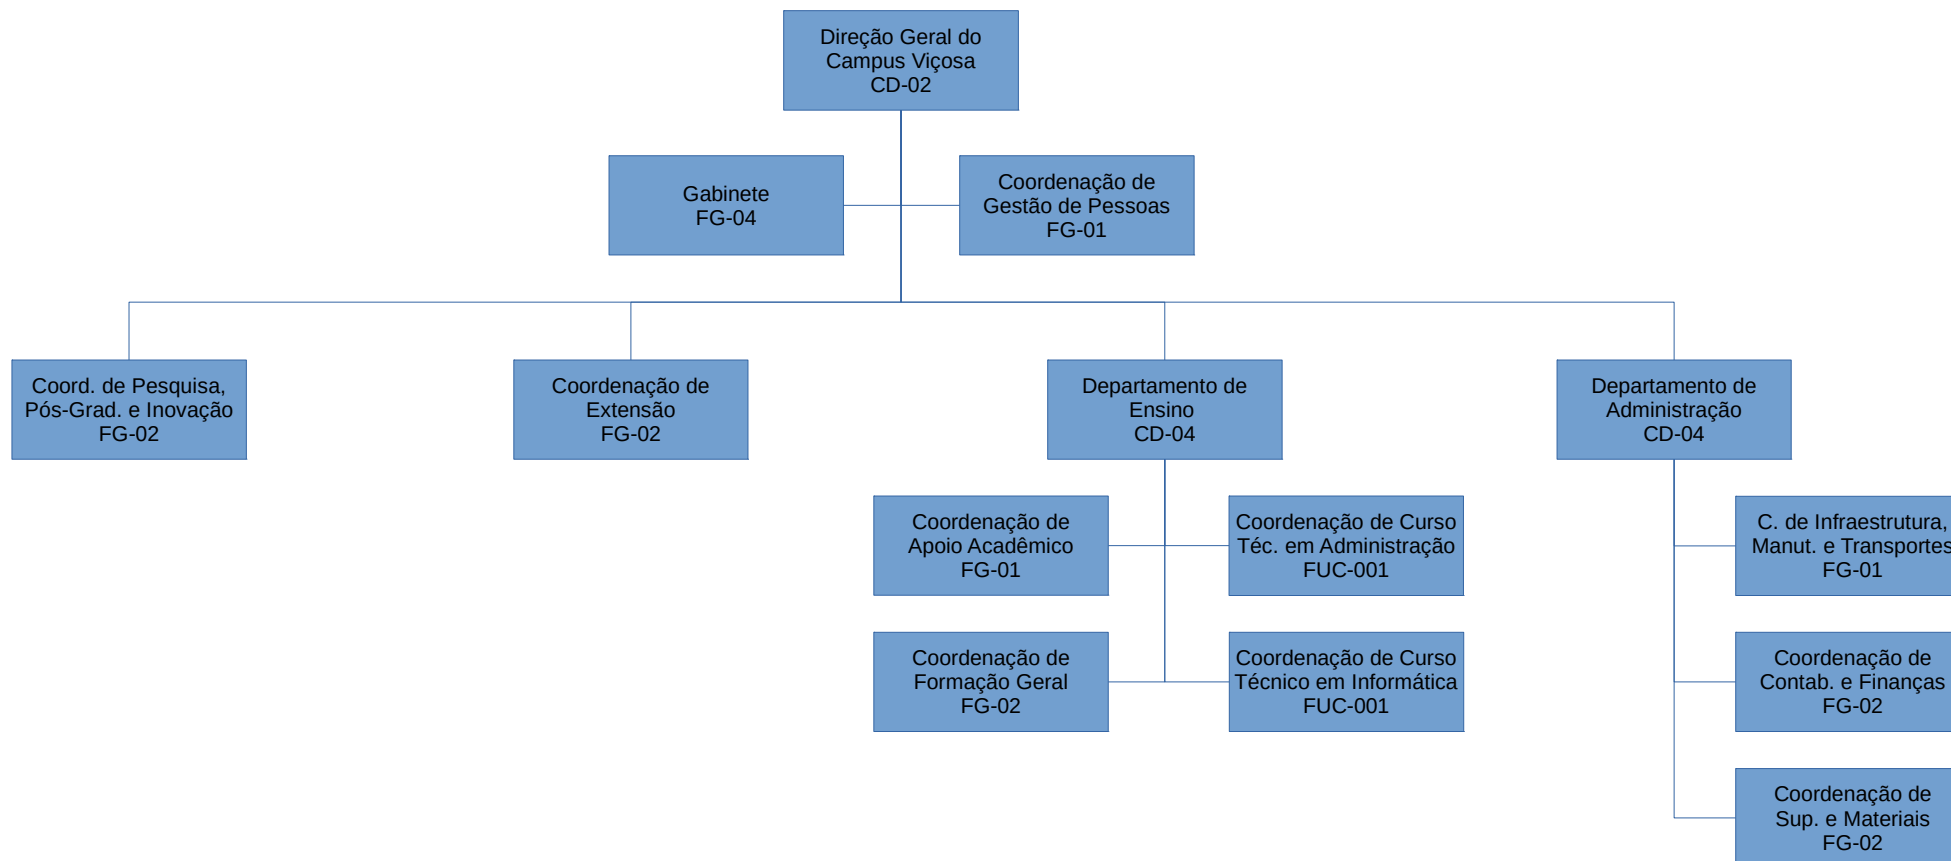 Direção Geral do
Campus Viçosa
CD-02
Gabinete
FG-04
Coordenação de
Gestão de Pessoas
FG-01
Coord. de Pesquisa,
Pós-Grad. e Inovação
FG-02
Coordenação de
Extensão
FG-02
Departamento de
Ensino
CD-04
Departamento de
Administração
CD-04
Coordenação de
Apoio Acadêmico
FG-01
Coordenação de Curso
Téc. em Administração
FUC-001
C. de Infraestrutura,
Manut. e Transportes
FG-01
Coordenação de
Formação Geral
FG-02
Coordenação de Curso
Técnico em Informática
FUC-001
Coordenação de
Contab. e Finanças
FG-02
Coordenação de
Sup. e Materiais
FG-02